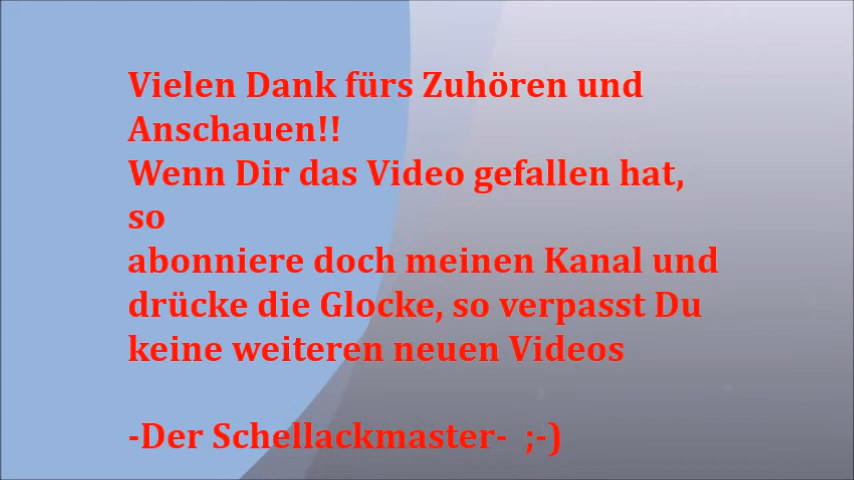 Vielen Dank fürs Zuhören und
Anschauen!!
Wenn Dir das Video gefallen hat,
so
abonniere doch meinen Kanal und
drücke die Glocke, so verpasst Du
keine weiteren neuen Videos
-Der Schellackmaster-  ;-)